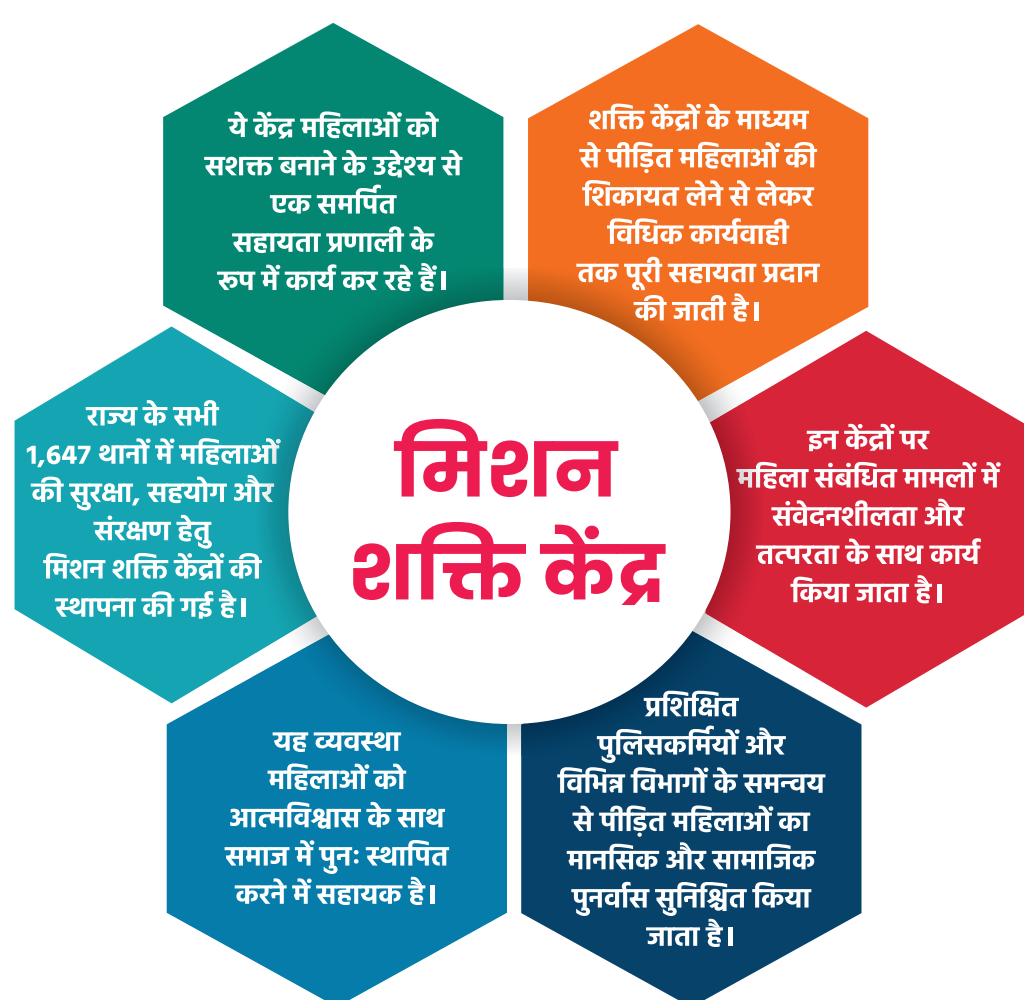 ये केंद्र महिलाओं को
सशक्त बनाने के उद्देश्य से
एक समर्पित
सहायता प्रणाली के
रूप में कार्य कर रहे हैं।
शक्ति केंद्रों के माध्यम
से पीड़ित महिलाओं की
शिकायत लेने से लेकर
विधिक कार्यवाही
तक पूरी सहायता प्रदान
की जाती है।
राज्य के सभी
1,647 थानों में महिलाओं
की सुरक्षा, सहयोग और
संरक्षण हेतु
मिशन शक्ति केंद्रों की
स्थापना की गई है।
मिशन
शक्ति केंद्र
इन केंद्रों पर
महिला संबंधित मामलों में
संवेदनशीलता और
तत्परता के साथ कार्य
किया जाता है।
यह व्यवस्था
महिलाओं को
आत्मविश्वास के साथ
समाज में पुनः स्थापित
करने में सहायक है।
प्रशिक्षित
पुलिसकर्मियों और
विभिन्न विभागों के समन्वय
से पीड़ित महिलाओं का
मानसिक और सामाजिक
पुनर्वास सुनिश्चित किया
जाता है।